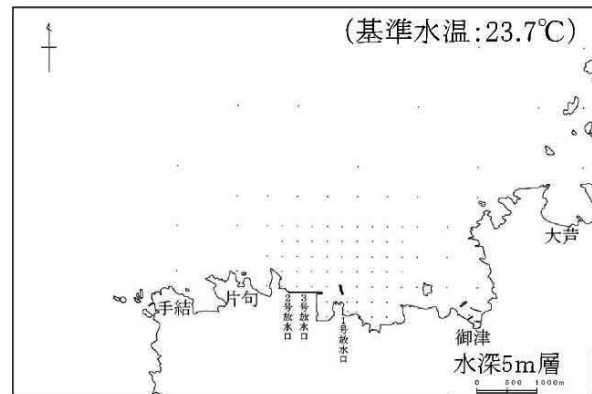 (基準水温:23.7℃)
大芦
手結
片句
2号放水口
3号放水口
1号放水口
御津
水深5m層
0 500 1000m